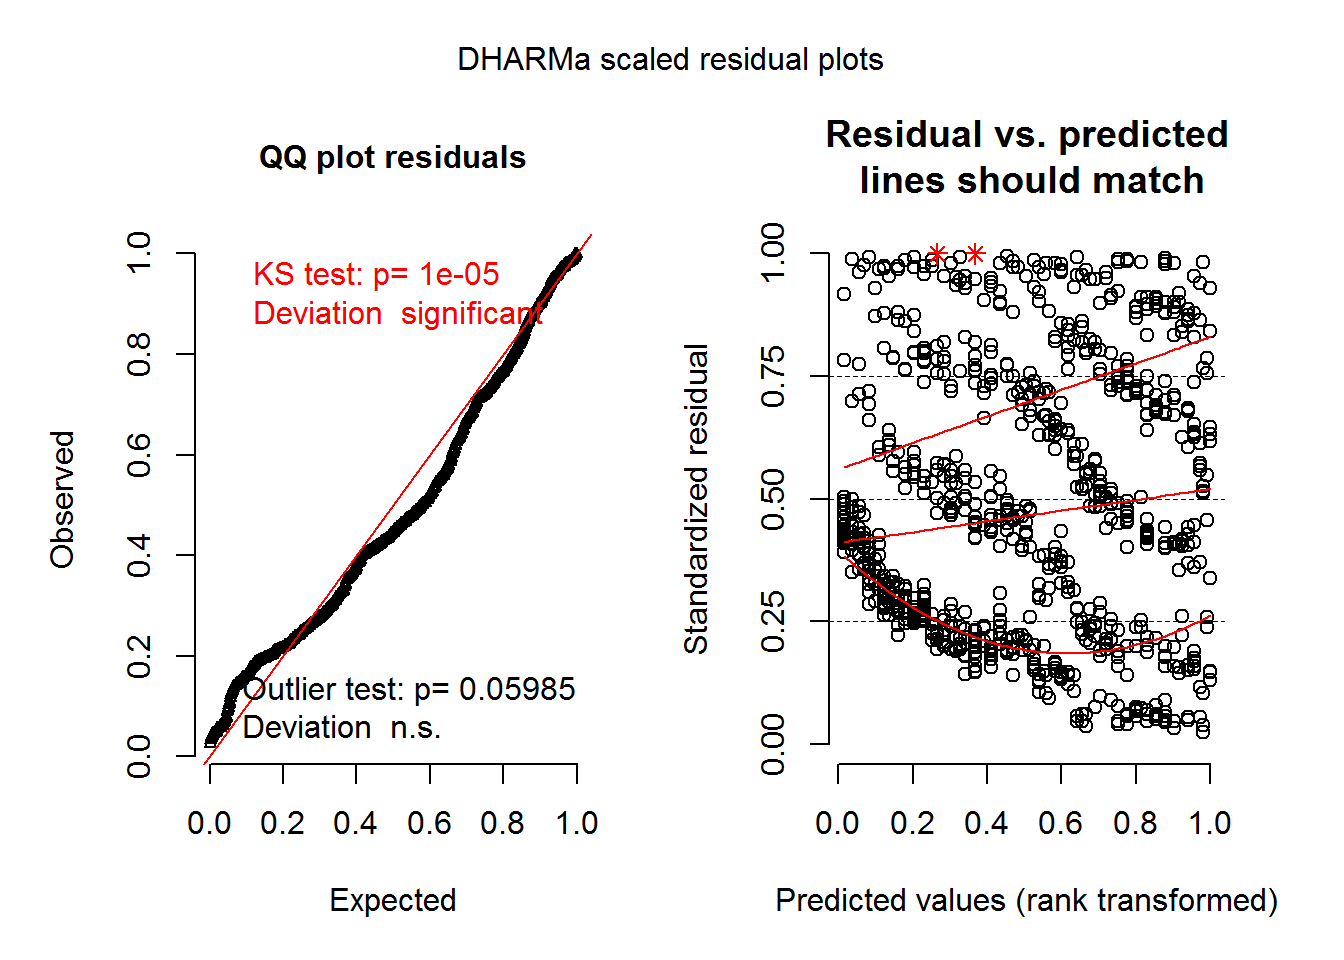 DHARMa scaled residual plots
QQ plot residuals
KS test: p= 1e-05
Deviation  significant
Outlier test: p= 0.05985
Deviation  n.s.
Observed
0.0
0.2
0.4
0.6
0.8
1.0
0.0 0.2 0.4 0.6 0.8 1.0
Expected
Residual vs. predicted
lines should match
Standardized residual
0.00
0.25
0.50
0.75
1.00
0.0 0.2 0.4 0.6 0.8 1.0
Predicted values (rank transformed)